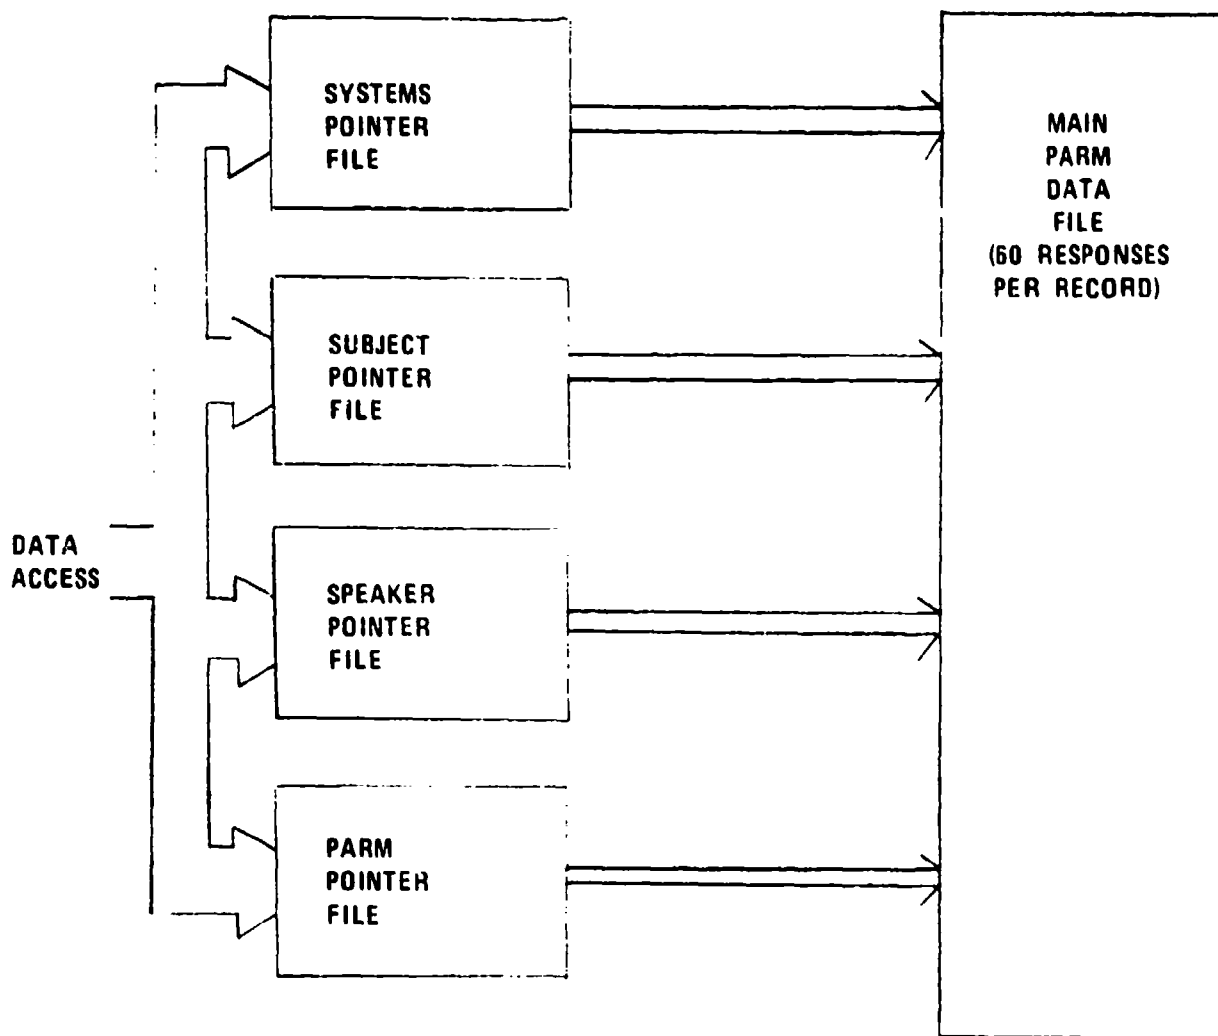 SYSTEMS
POINTER
FILE
MAIN
PARM
DATA
FILE
(60 RESPONSES
PER RECORD)
SUBJECT
POINTER
FILE
DATA
ACCESS
SPEAKER
POINTER
FILE
PARM
POINTER
FILE